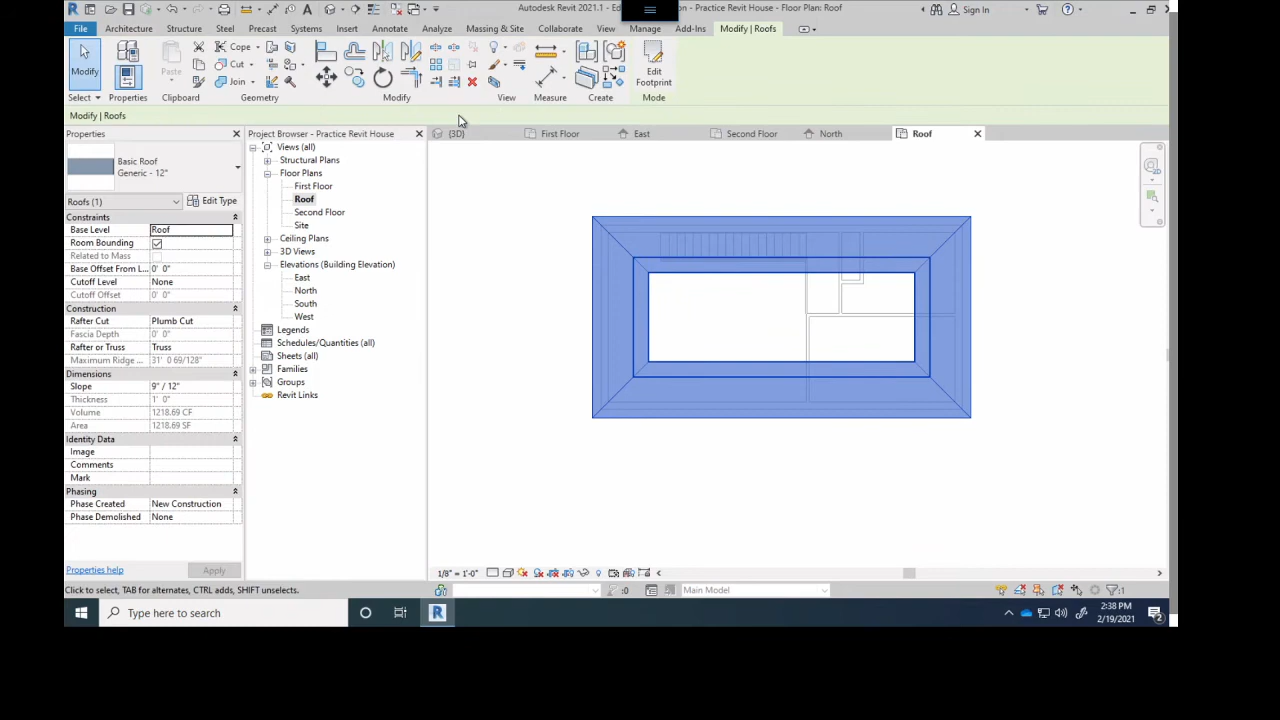 Autodesk Revit 2021.1 - Ed
on - Practice Revit House - Floor Plan: Roof
Sign In
File Architecture Structure Steel Precast Systems Insert Annotate Analyze Massing & Site Collaborate View Manage Add-Ins Modify | Roofs
Modify
Paste
Cope
Cut
Join
Edit
Footprint
Select Properties Clipboard Geometry Modify View Measure Create Mode
Modify | Roofs
Properties
Project Browser - Practice Revit House
{3D} First Floor East Second Floor North Roof
Basic Roof
Generic - 12"
Roofs (1)
Edit Type
Constraints
Base Level Roof
Room Bounding
Related to Mass
Base Offset From L... 0' 0"
Cutoff Level None
Cutoff Offset 0' 0"
Construction
Rafter Cut Plumb Cut
Fascia Depth 0' 0"
Rafter or Truss Truss
Maximum Ridge ... 31' 0 69/128"
Dimensions
Slope 9" / 12"
Thickness 1' 0"
Volume 1218.69 CF
Area 1218.69 SF
Identity Data
Image
Comments
Mark
Phasing
Phase Created New Construction
Phase Demolished None
Properties help
Apply
Views (all)
Structural Plans
Floor Plans
First Floor
Roof
Second Floor
Site
Ceiling Plans
3D Views
Elevations (Building Elevation)
East
North
South
West
Legends
Schedules/Quantities (all)
Sheets (all)
Families
Groups
Revit Links
2D
1/8" = 1'-0"
Click to select, TAB for alternates, CTRL adds, SHIFT unselects.
:0
Main Model
:1
Type here to search
R
2:38 PM
2/19/2021
2